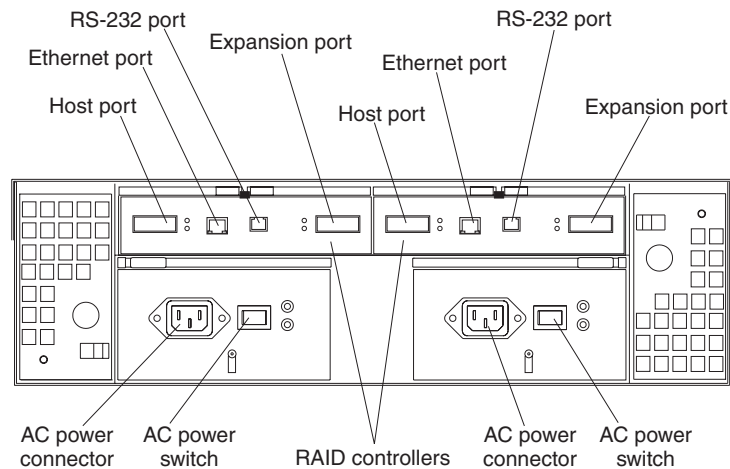 RS-232 port
RS-232 port
Expansion port
Ethernet port
Ethernet port
Host port
Host port
Expansion port
AC power
connector
AC power
switch
RAID controllers
AC power
connector
AC power
switch